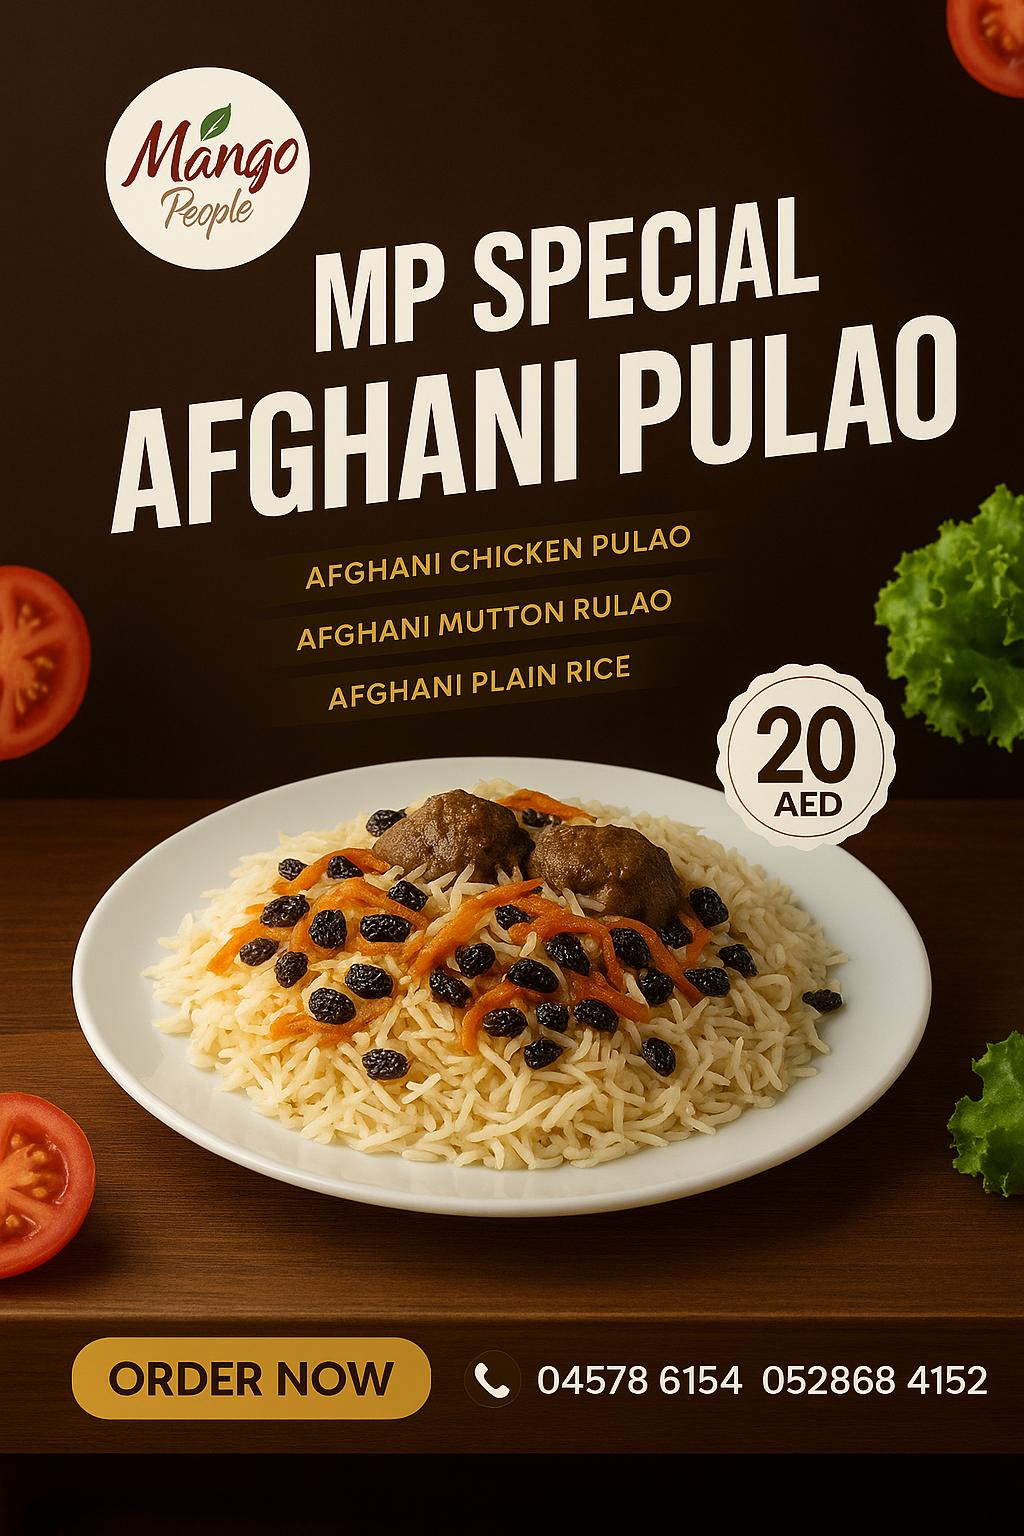 Mango
People
MP SPECIAL
AFGHANI PULAO
AFGHANI CHICKEN PULAO
AFGHANI MUTTON RULAO
AFGHANI PLAIN RICE
20
AED
ORDER NOW
04578 6154 052868 4152